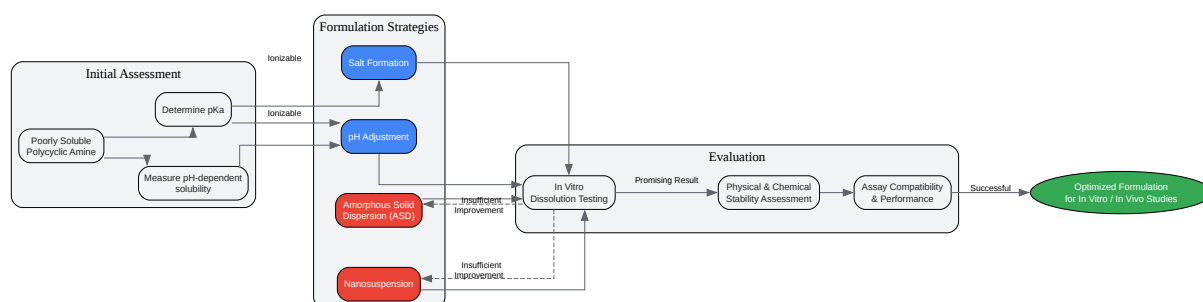 Formulation Strategies
Ionizable
Salt Formation
Initial Assessment
Determine pKa
Ionizable
pH Adjustment
Poorly Soluble
Polycyclic Amine
Measure pH-dependent
solubility
Evaluation
In Vitro
Dissolution Testing
Promising Result
Physical & Chemical
Stability Assessment
Assay Compatibility
& Performance
Successful
Optimized Formulation
for In Vitro / In Vivo Studies
Amorphous Solid
Dispersion (ASD)
Insufficient
Improvement
Insufficient
Improvement
Nanosuspension